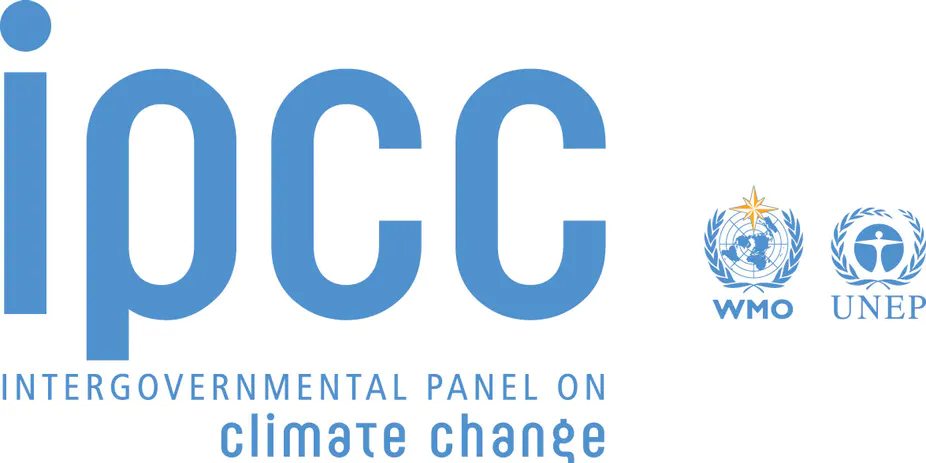 ipcc
INTERGOVERNMENTAL PANEL ON
climate change
WMO
UNEP